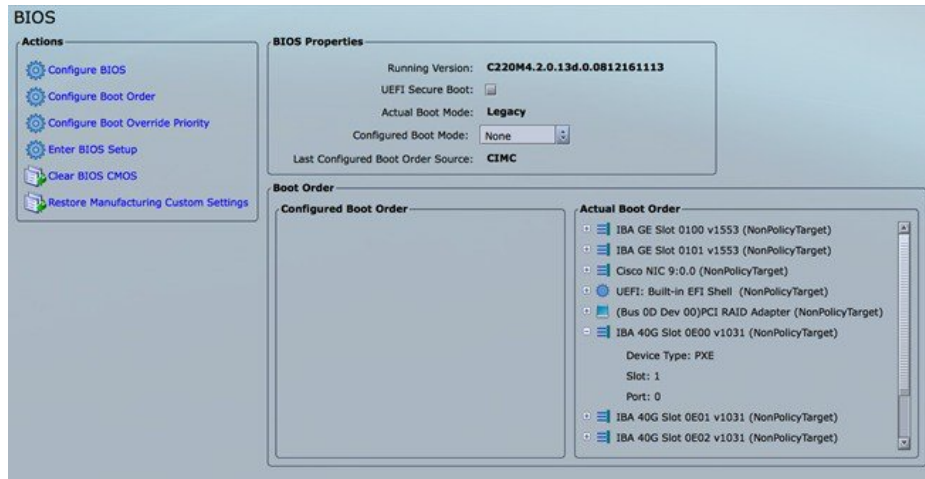 BIOS
Actions
Configure BIOS
Configure Boot Order
Configure Boot Override Priority
Enter BIOS Setup
Clear BIOS CMOS
Restore Manufacturing Custom Settings
BIOS Properties
Running Version: C220M4.2.0.13d.0.0812161113
UEFI Secure Boot:
Actual Boot Mode: Legacy
Configured Boot Mode: None
Last Configured Boot Order Source: CIMC
Boot Order
Configured Boot Order
Actual Boot Order
IBA GE Slot 0100 v1553 (NonPolicyTarget)
IBA GE Slot 0101 v1553 (NonPolicyTarget)
Cisco NIC 9:0.0 (NonPolicyTarget)
UEFI: Built-in EFI Shell (NonPolicyTarget)
(Bus 0D Dev 00)PCI RAID Adapter (NonPolicyTarget)
IBA 40G Slot 0E00 v1031 (NonPolicyTarget)
Device Type: PXE
Slot: 1
Port: 0
IBA 40G Slot 0E01 v1031 (NonPolicyTarget)
IBA 40G Slot 0E02 v1031 (NonPolicyTarget)